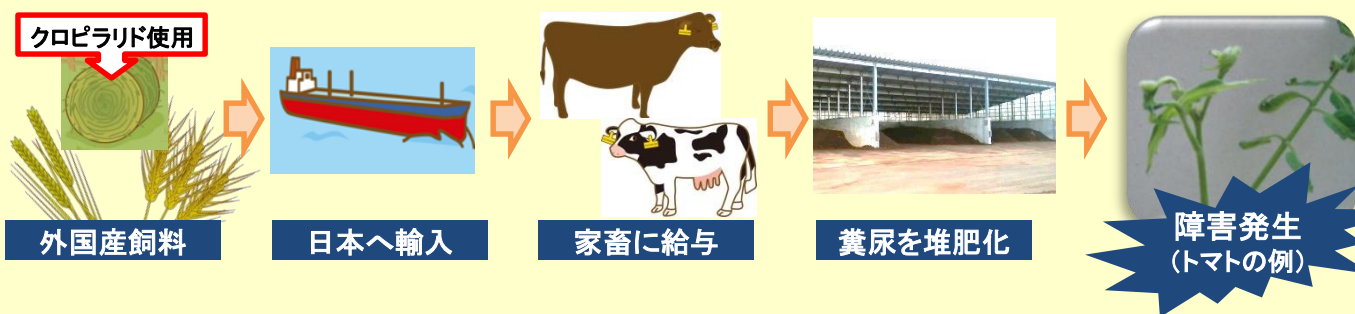 クロピラリド使用
外国産飼料
日本へ輸入
家畜に給与
糞尿を堆肥化
障害発生
(トマトの例)